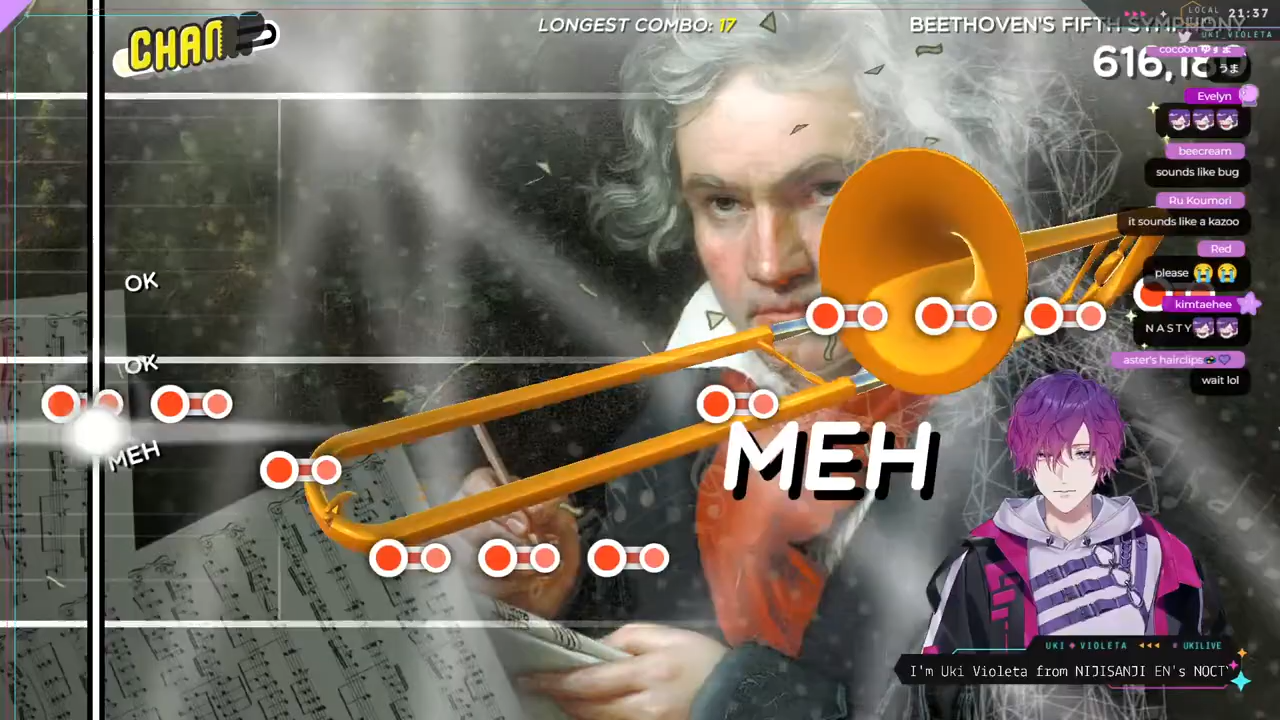 CHAM
LONGEST COMBO: 17
BEETHOVEN'S FIFTH SYMPHONY
LOCAL
21:37
UKI_VIOLETA
cocoon
うま
Evelyn
beecream
sounds like bug
Ru Koumori
it sounds like a kazoo
Red
please 😭😭
kimtaehee
NASTY
aster's hairclips
wait lol
OK
OK
MEH
MEH
UKI VIOLETA
UKILIVE
I'm Uki Violeta from NIJISANJI EN's NOCT